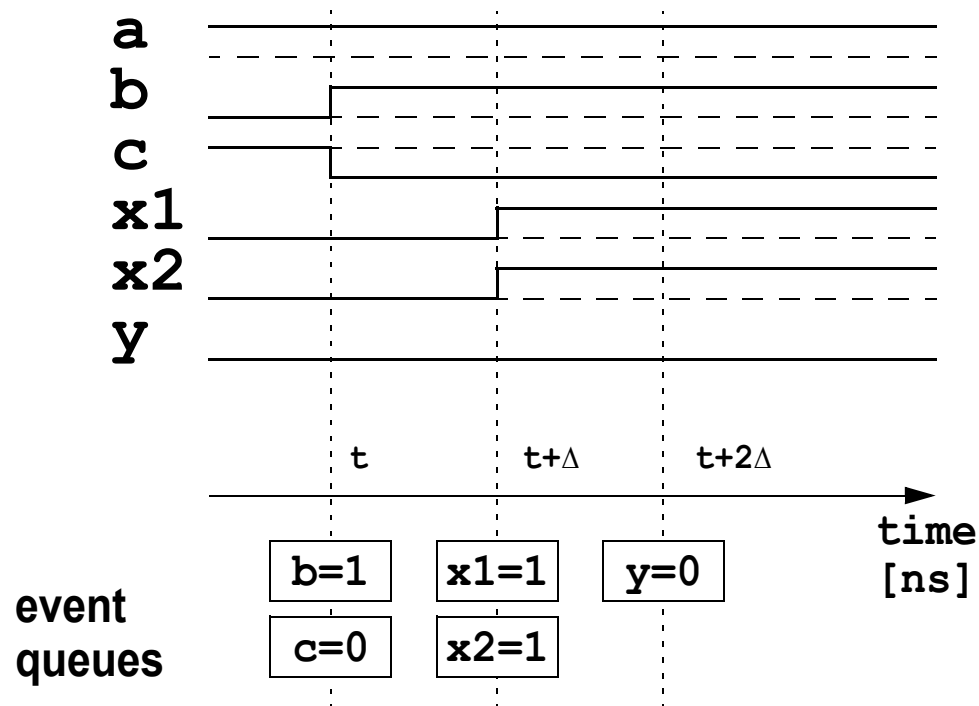 a
b
c
x1
x2
y
t t+Δ t+2Δ
time
[ns]
event
queues
b=1 x1=1 y=0
c=0 x2=1